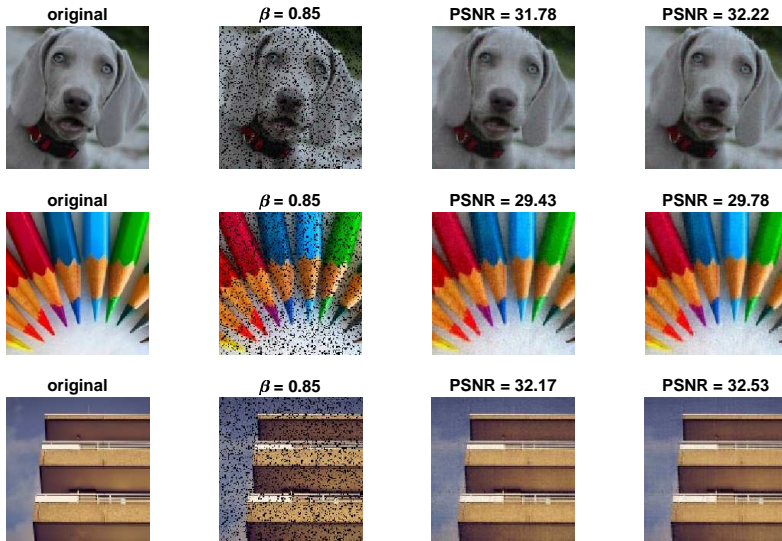 original
β = 0.85
PSNR = 31.78
PSNR = 32.22
original
β = 0.85
PSNR = 29.43
PSNR = 29.78
original
β = 0.85
PSNR = 32.17
PSNR = 32.53